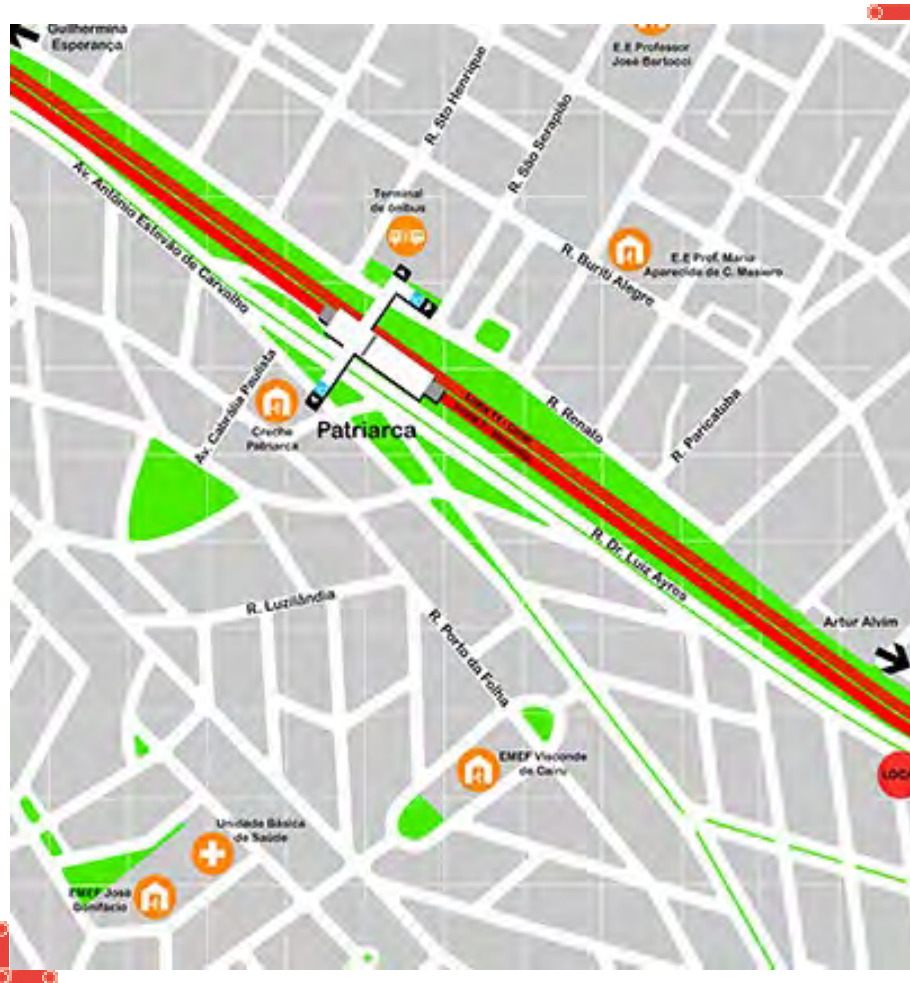 Guilhermina
Esperança
E.E Professor
José Bartocci
R. Sto Henrique
R. São Serapião
Av. Antônio Estevão de Carvalho
Terminal
de ônibus
R. Buriti Alegre
E.E Prof. Maria
Aparecida de C. Masiero
Av. Cabrália Paulista
Creche
Patriarca
Patriarca
R. Renato
R. Paricatuba
R. Dr. Luiz Ayres
R. Luzilândia
R. Porto da Folha
Artur Alvim
EMEF Visconde
de Cairu
LOCA
Unidade Básica
de Saúde
EMEF José
Bonifácio